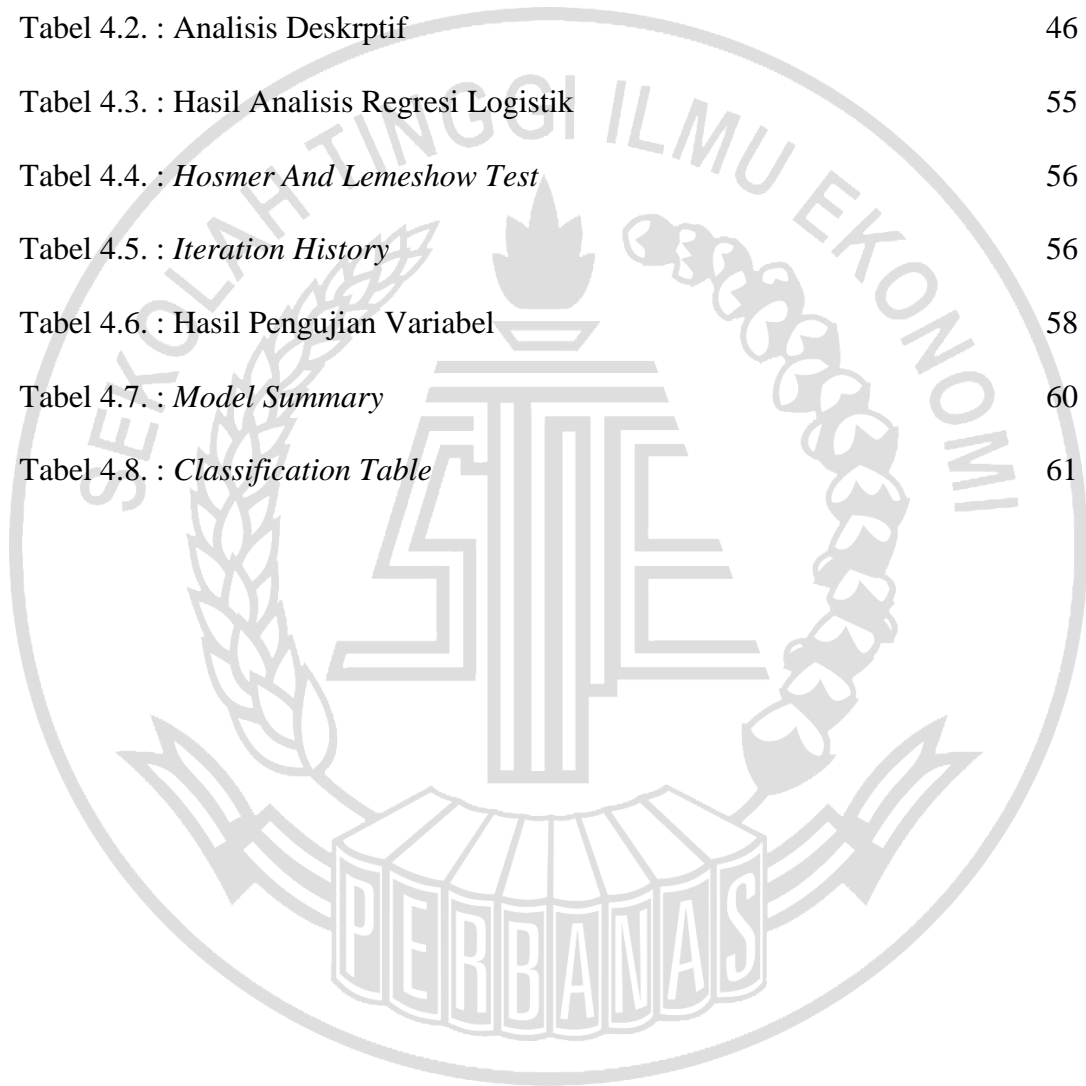 Tabel 4.2. : Analisis Deskrptif 46
Tabel 4.3. : Hasil Analisis Regresi Logistik 55
Tabel 4.4. : Hosmer And Lemeshow Test 56
Tabel 4.5. : Iteration History 56
Tabel 4.6. : Hasil Pengujian Variabel 58
Tabel 4.7. : Model Summary 60
Tabel 4.8. : Classification Table 61
SEKOLAH TINGGI ILMU EKONOMI
PERBANAS